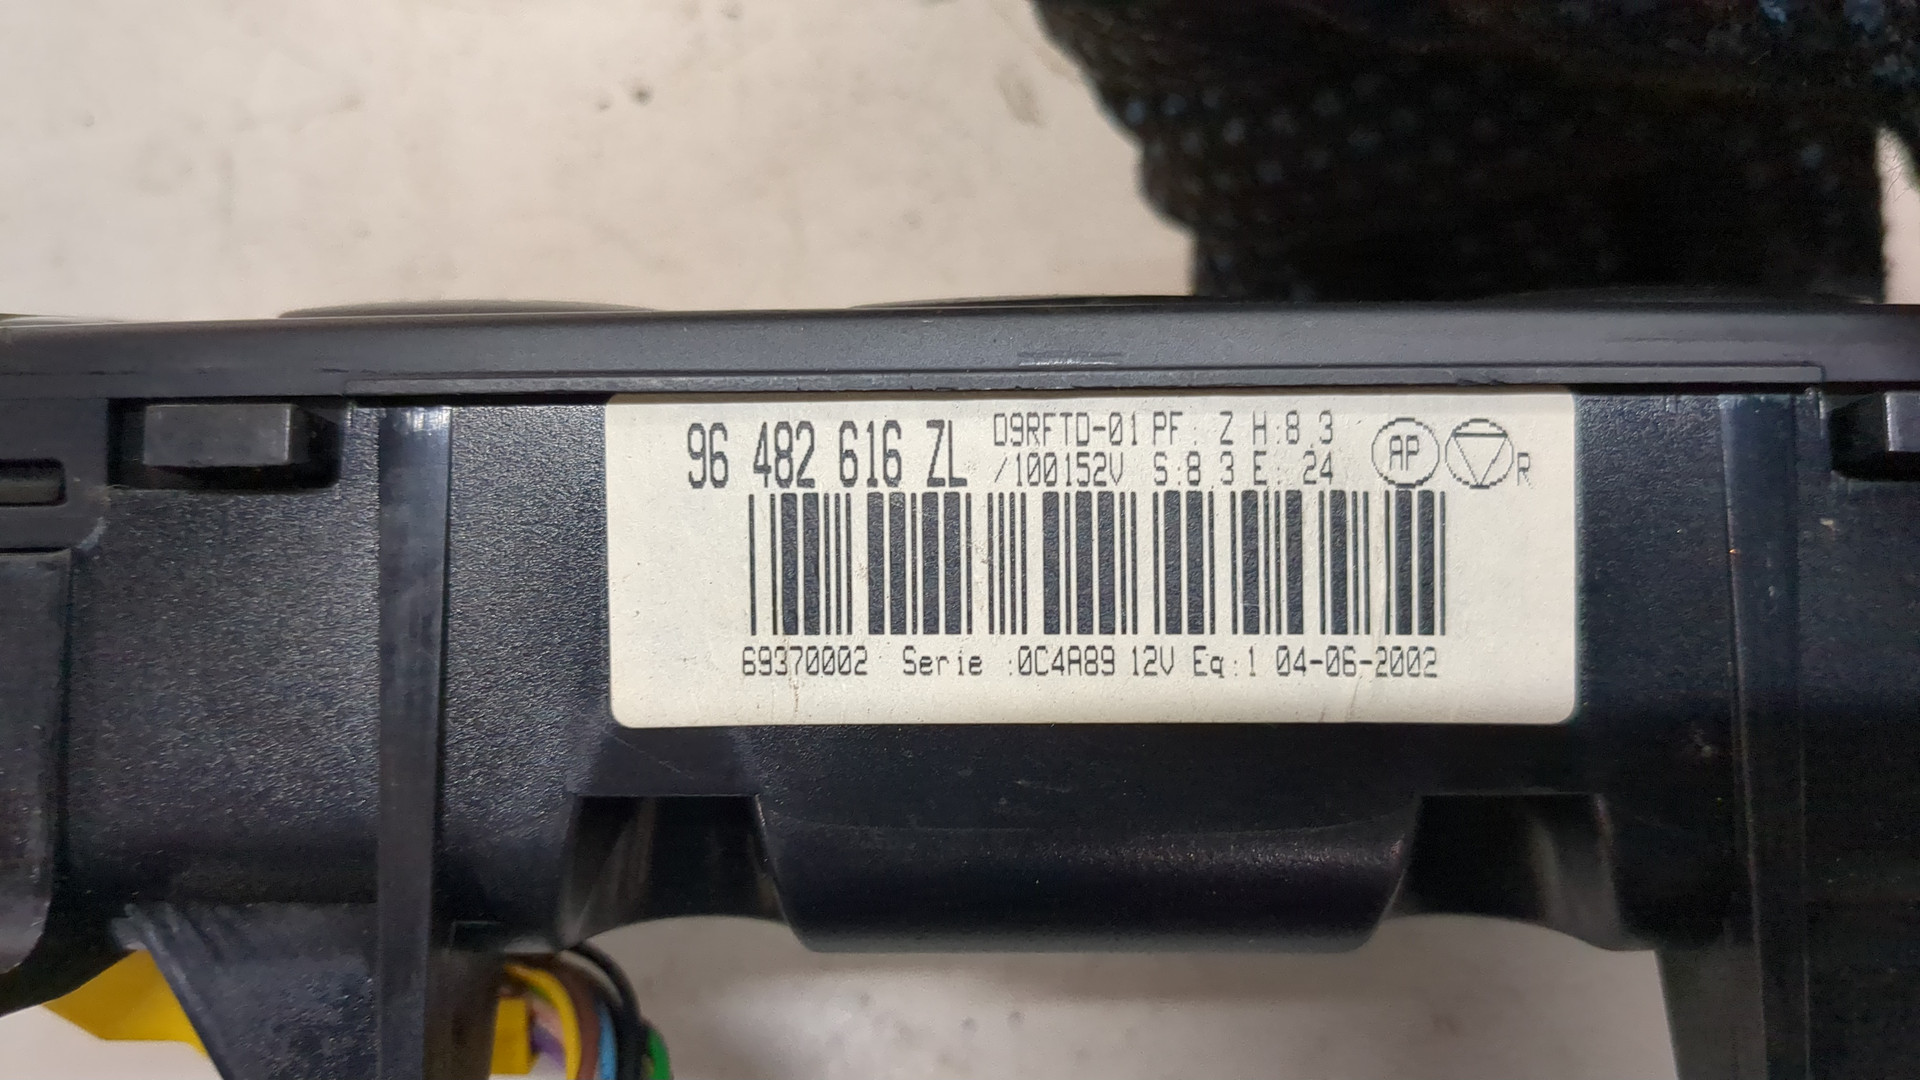 96 482 616 ZL D9RFTD-01 PF: Z H:8.3
/100152V S:8.3 E: 24 AP R
69370002 Serie :0C4A89 12V Eq:1 04-06-2002